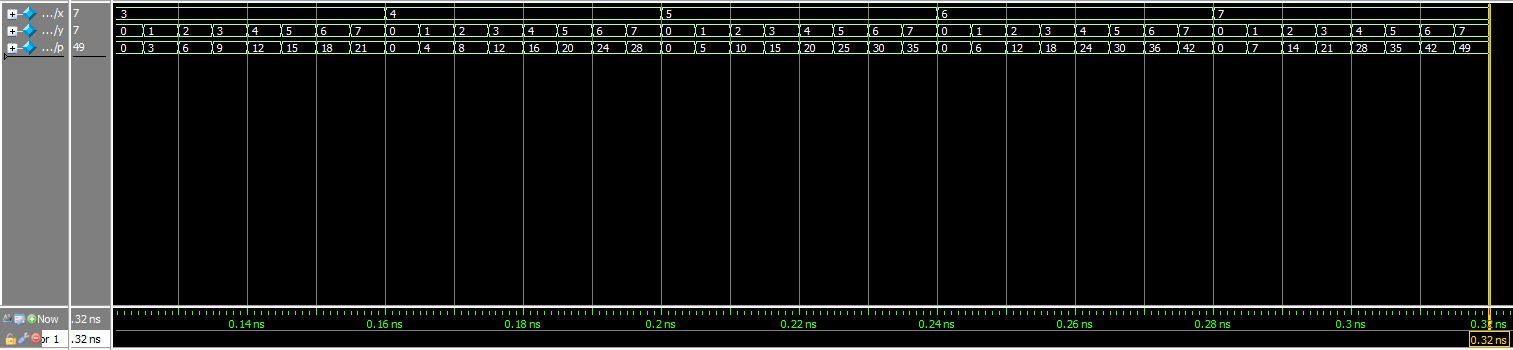 .../x 7 3 4 5 6 7
.../y 7 0 1 2 3 4 5 6 7 0 1 2 3 4 5 6 7 0 1 2 3 4 5 6 7 0 1 2 3 4 5 6 7 0 1 2 3 4 5 6 7
.../p 49 0 3 6 9 12 15 18 21 0 4 8 12 16 20 24 28 0 5 10 15 20 25 30 35 0 6 12 18 24 30 36 42 0 7 14 21 28 35 42 49
Now .32 ns 0.14 ns 0.16 ns 0.18 ns 0.2 ns 0.22 ns 0.24 ns 0.26 ns 0.28 ns 0.3 ns
or 1 .32 ns 0.32 ns